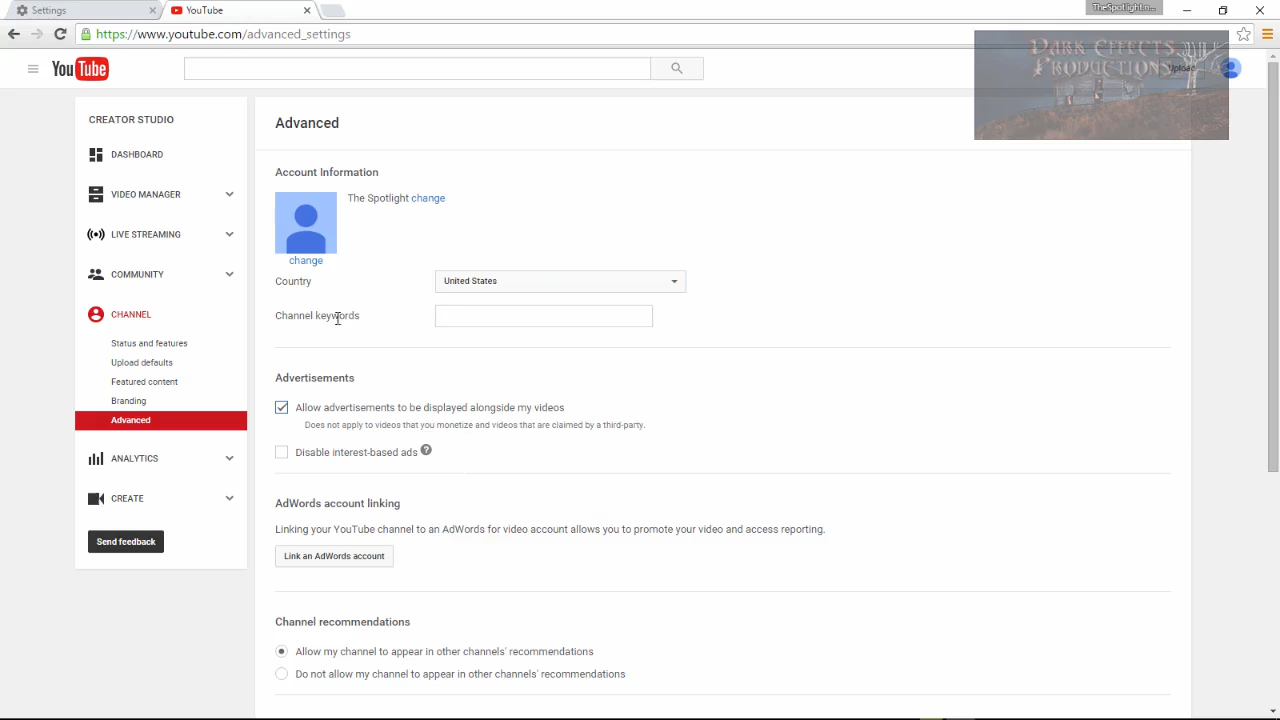 Settings
YouTube
TheSpotlight...
https://www.youtube.com/advanced_settings
YouTube
Upload
DARK EFFECTS
PRODUCTIONS
CREATOR STUDIO
DASHBOARD
VIDEO MANAGER
LIVE STREAMING
COMMUNITY
CHANNEL
Status and features
Upload defaults
Featured content
Branding
Advanced
ANALYTICS
CREATE
Send feedback
Advanced
Account Information
The Spotlight change
change
Country
United States
Channel keywords
Advertisements
Allow advertisements to be displayed alongside my videos
Does not apply to videos that you monetize and videos that are claimed by a third-party.
Disable interest-based ads ?
AdWords account linking
Linking your YouTube channel to an AdWords for video account allows you to promote your video and access reporting.
Link an AdWords account
Channel recommendations
Allow my channel to appear in other channels' recommendations
Do not allow my channel to appear in other channels' recommendations